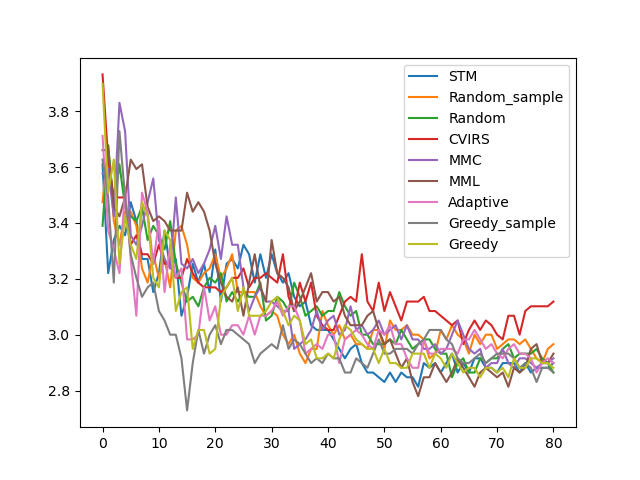 3.8
3.6
3.4
3.2
3.0
2.8
0 10 20 30 40 50 60 70 80
STM
Random_sample
Random
CVIRS
MMC
MML
Adaptive
Greedy_sample
Greedy